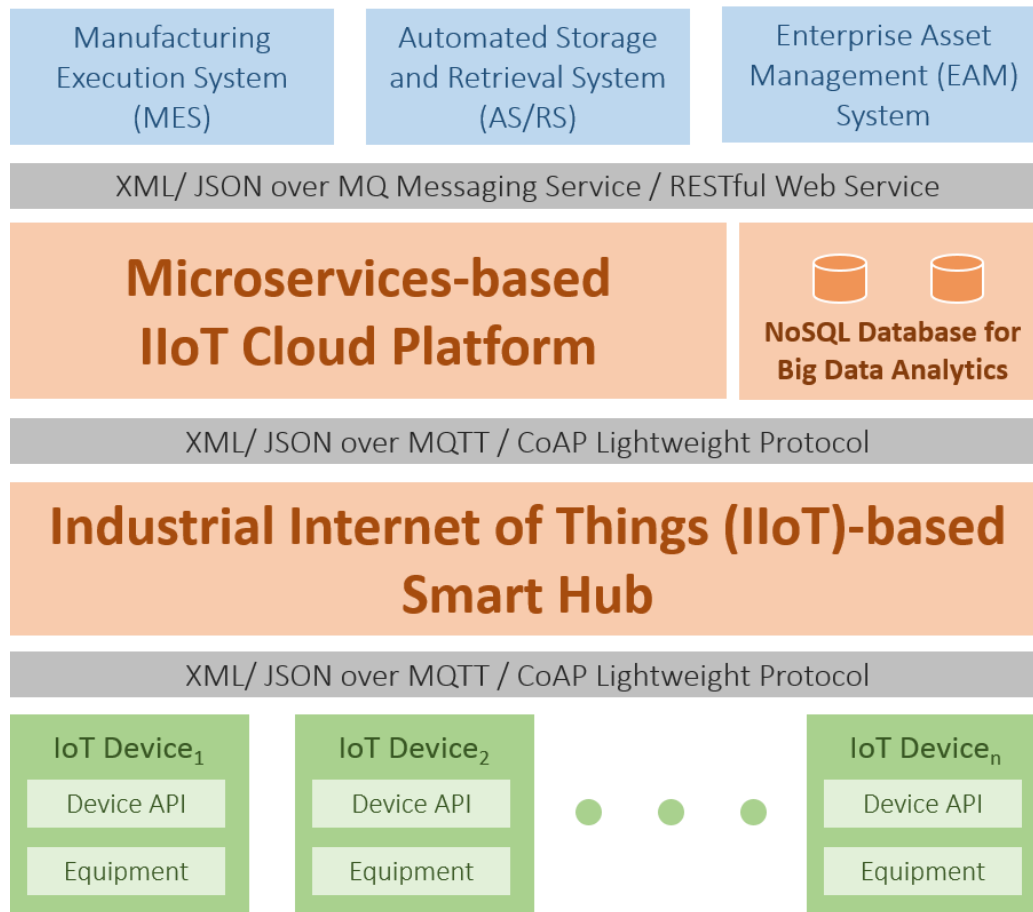 Manufacturing
Execution System
(MES)
Automated Storage
and Retrieval System
(AS/RS)
Enterprise Asset
Management (EAM)
System
XML/ JSON over MQ Messaging Service / RESTful Web Service
Microservices-based
IIoT Cloud Platform
NoSQL Database for
Big Data Analytics
XML/ JSON over MQTT / CoAP Lightweight Protocol
Industrial Internet of Things (IIoT)-based
Smart Hub
XML/ JSON over MQTT / CoAP Lightweight Protocol
IoT Device1
Device API
Equipment
IoT Device2
Device API
Equipment
IoT Devicen
Device API
Equipment